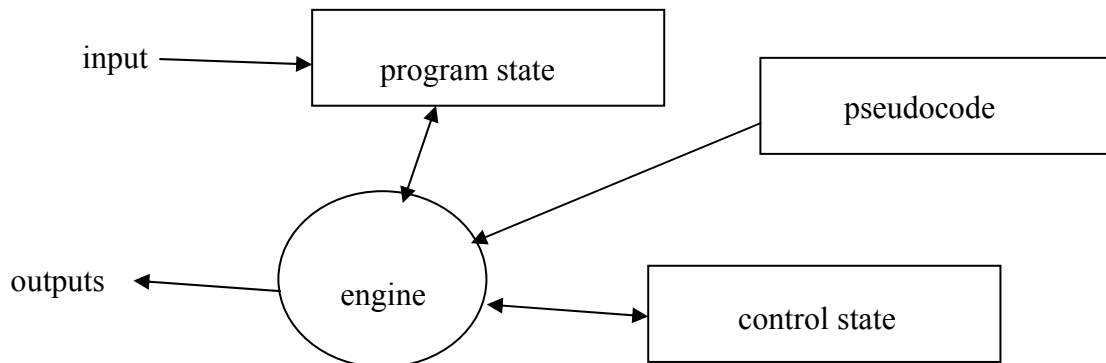 input
program state
pseudocode
outputs
engine
control state